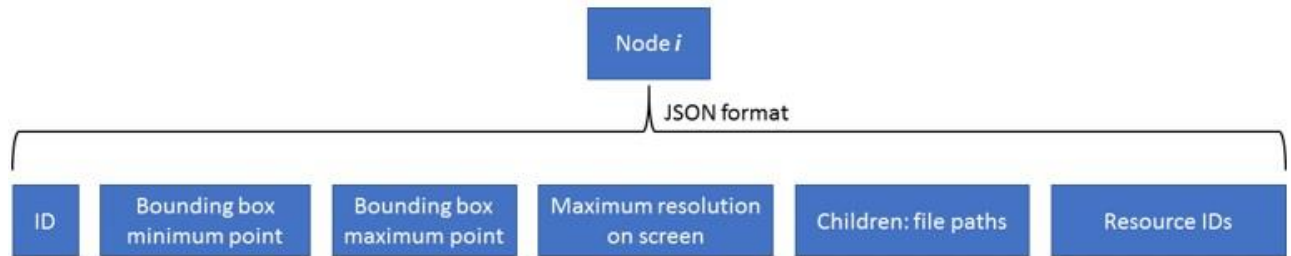 Node i
JSON format
ID
Bounding box
minimum point
Bounding box
maximum point
Maximum resolution
on screen
Children: file paths
Resource IDs